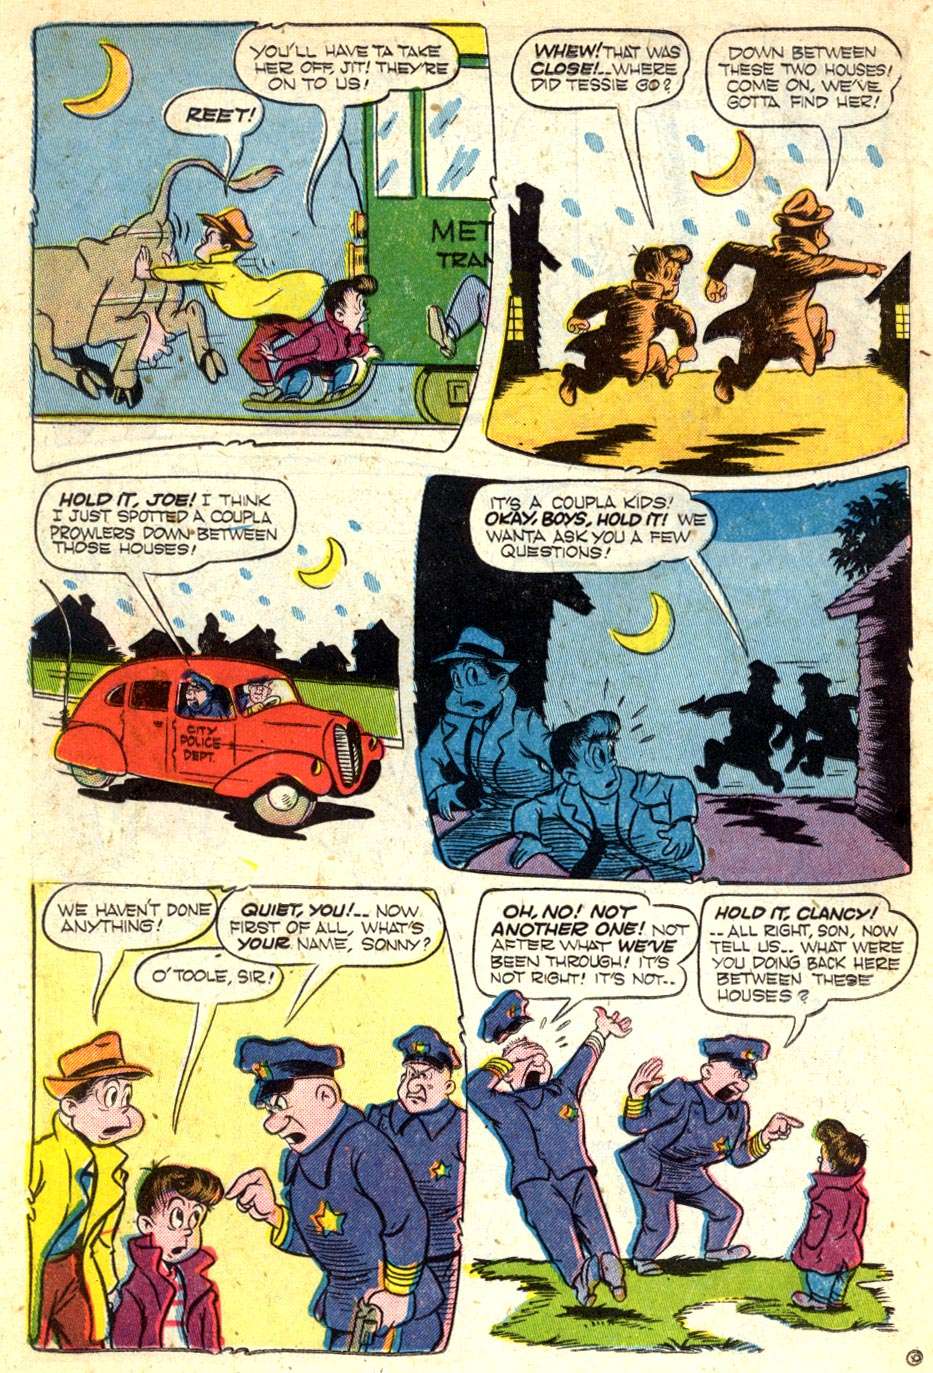 YOU'LL HAVE TA TAKE
HER OFF, JIT! THEY'RE
ON TO US!
REET!
MET
TRAN
WHEW! THAT WAS
CLOSE!.. WHERE
DID TESSIE GO?
DOWN BETWEEN
THESE TWO HOUSES!
COME ON, WE'VE
GOTTA FIND HER!
HOLD IT, JOE! I THINK
I JUST SPOTTED A COUPLA
PROWLERS DOWN BETWEEN
THOSE HOUSES!
CITY
POLICE
DEPT.
IT'S A COUPLA KIDS!
OKAY, BOYS, HOLD IT! WE
WANTA ASK YOU A FEW
QUESTIONS!
WE HAVEN'T DONE
ANYTHING!
O'TOOLE, SIR!
QUIET, YOU!.. NOW
FIRST OF ALL, WHAT'S
YOUR NAME, SONNY?
OH, NO! NOT
ANOTHER ONE! NOT
AFTER WHAT WE'VE
BEEN THROUGH! IT'S
NOT RIGHT! IT'S NOT..
HOLD IT, CLANCY!
.. ALL RIGHT, SON, NOW
TELL US.. WHAT WERE
YOU DOING BACK HERE
BETWEEN THESE
HOUSES?